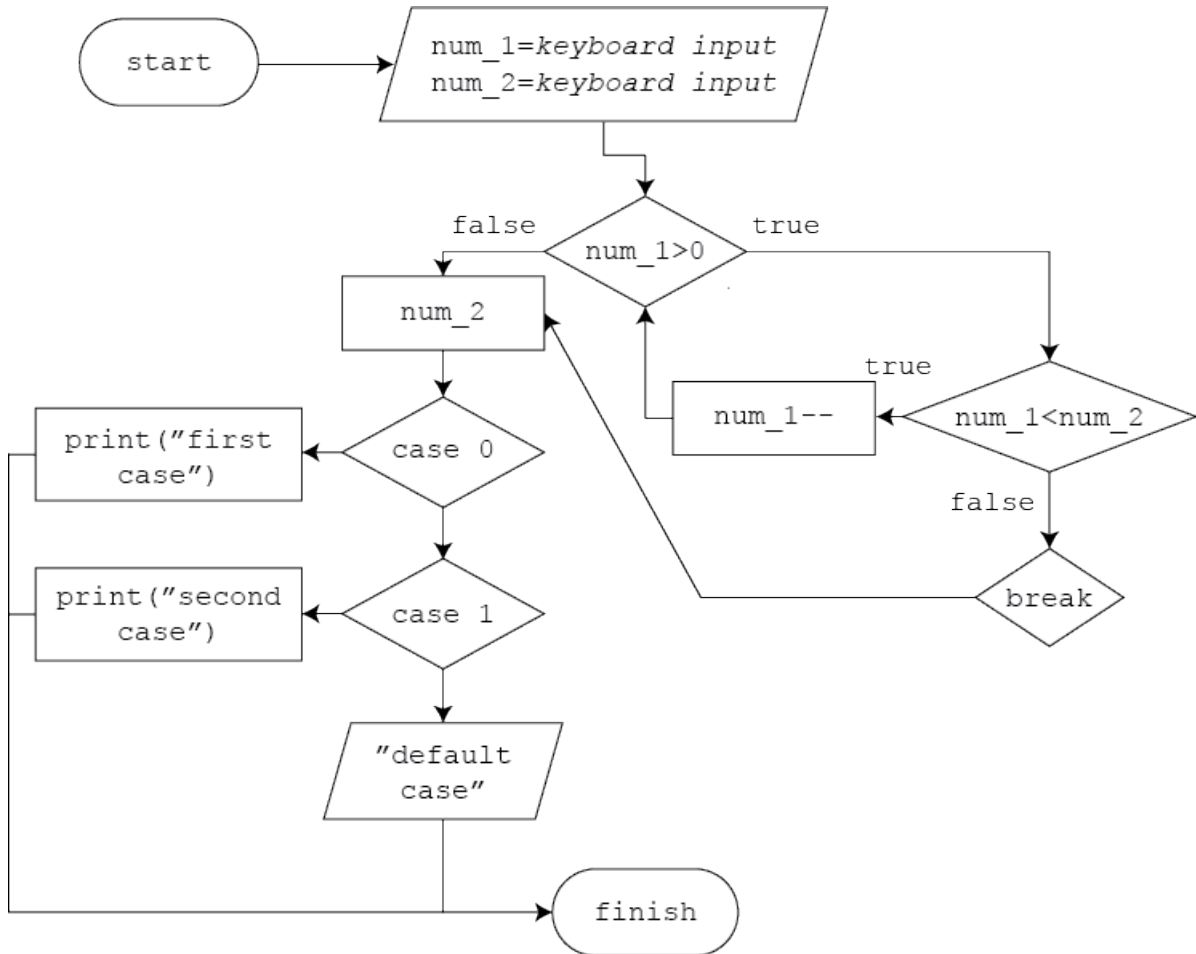 start
num_1=keyboard input
num_2=keyboard input
false
true
num_1>0
num_2
true
num_1--
num_1<num_2
print(”first
case”)
case 0
false
print(”second
case”)
case 1
break
”default
case”
finish